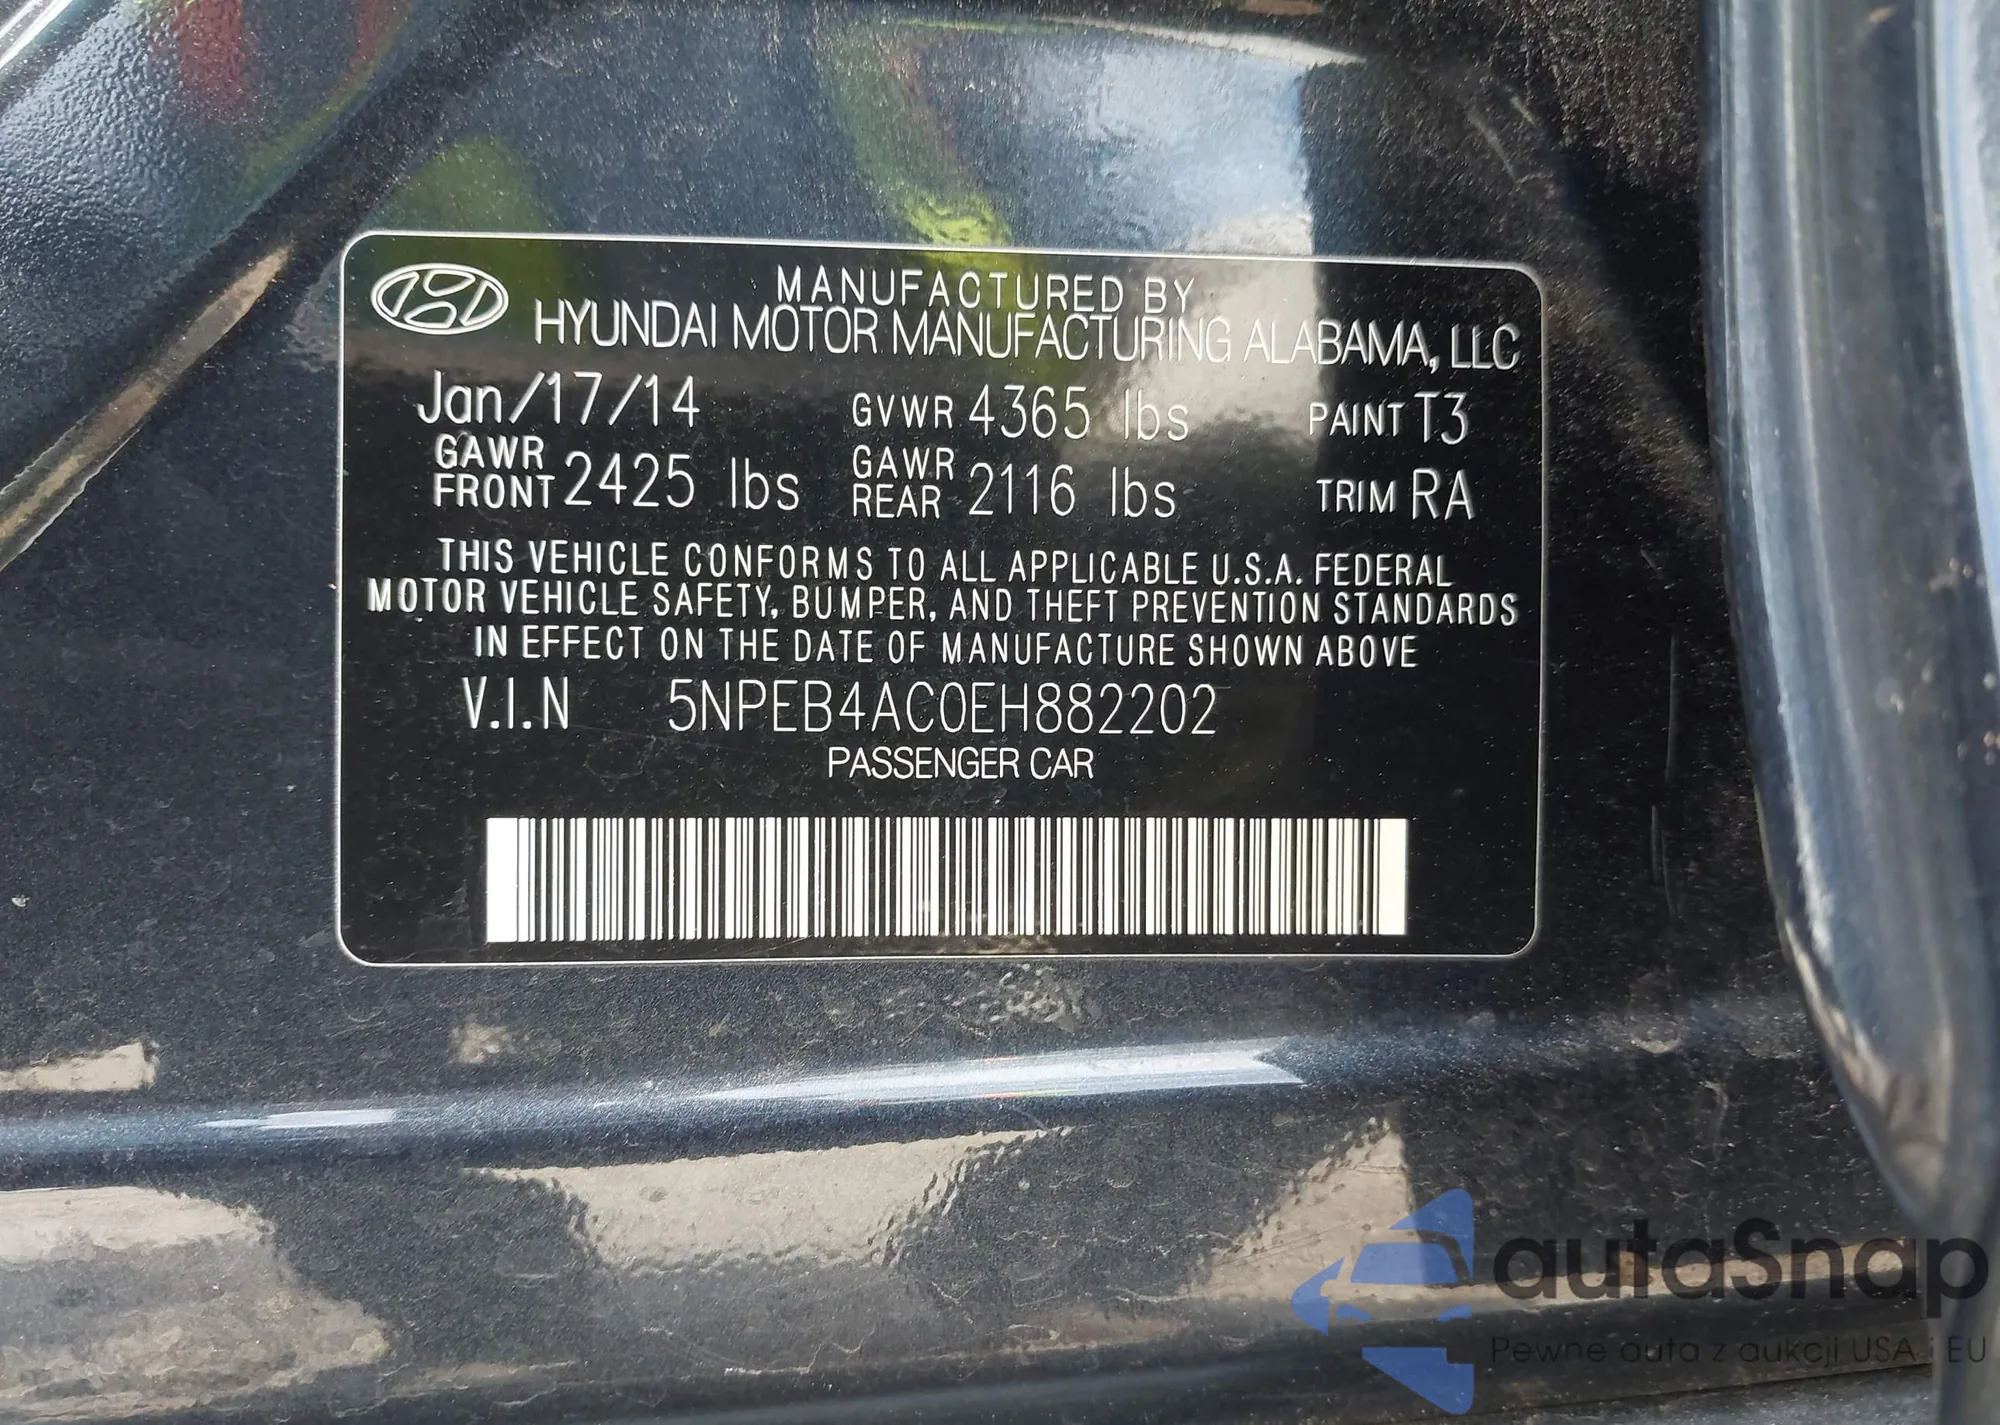 MANUFACTURED BY
HYUNDAI MOTOR MANUFACTURING ALABAMA, LLC
Jan/17/14 GVWR 4365 lbs PAINT T3
GAWR FRONT 2425 lbs GAWR REAR 2116 lbs TRIM RA
THIS VEHICLE CONFORMS TO ALL APPLICABLE U.S.A. FEDERAL
MOTOR VEHICLE SAFETY, BUMPER, AND THEFT PREVENTION STANDARDS
IN EFFECT ON THE DATE OF MANUFACTURE SHOWN ABOVE
V.I.N 5NPEB4AC0EH882202
PASSENGER CAR
autaSnap
Pewne auta z aukcji USA i EU